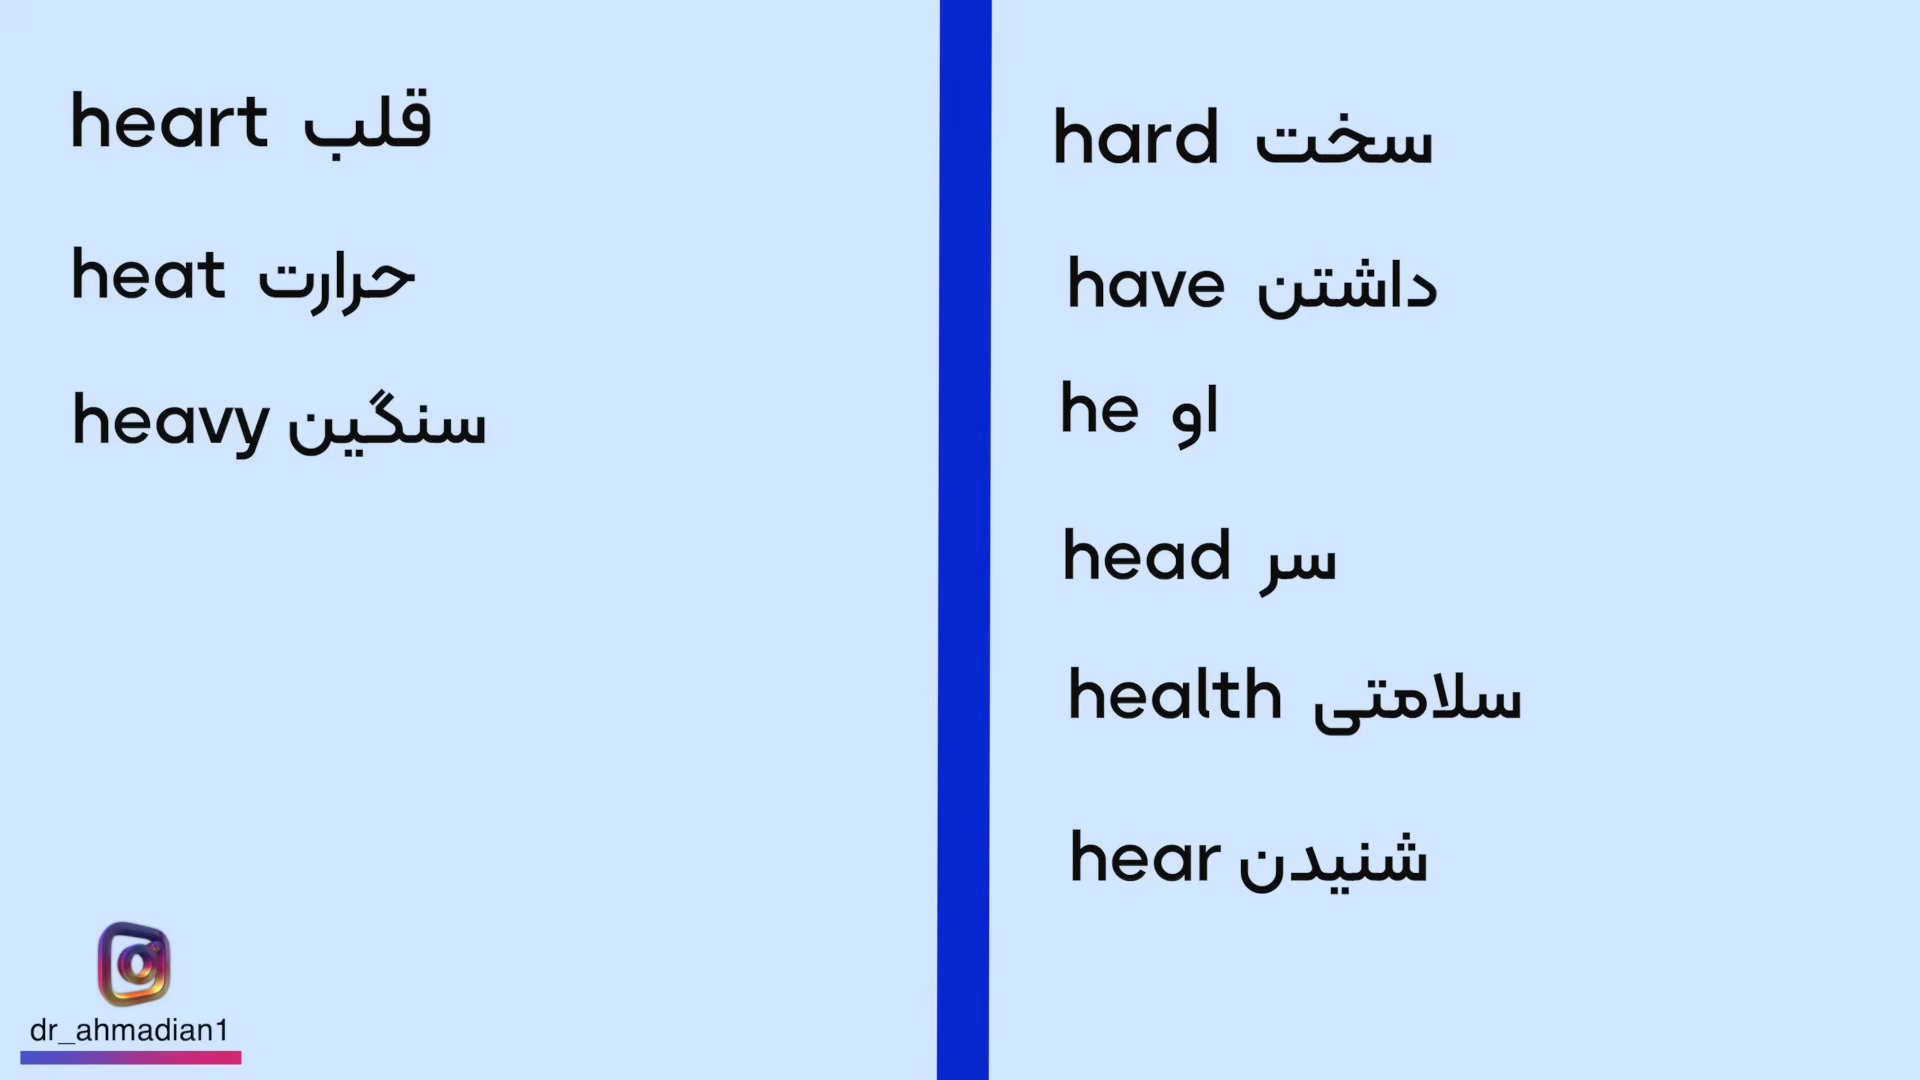 heart قلب
heat حرارت
heavy سنگین
dr_ahmadian1
hard سخت
have داشتن
he او
head سر
health سلامتی
hear شنیدن